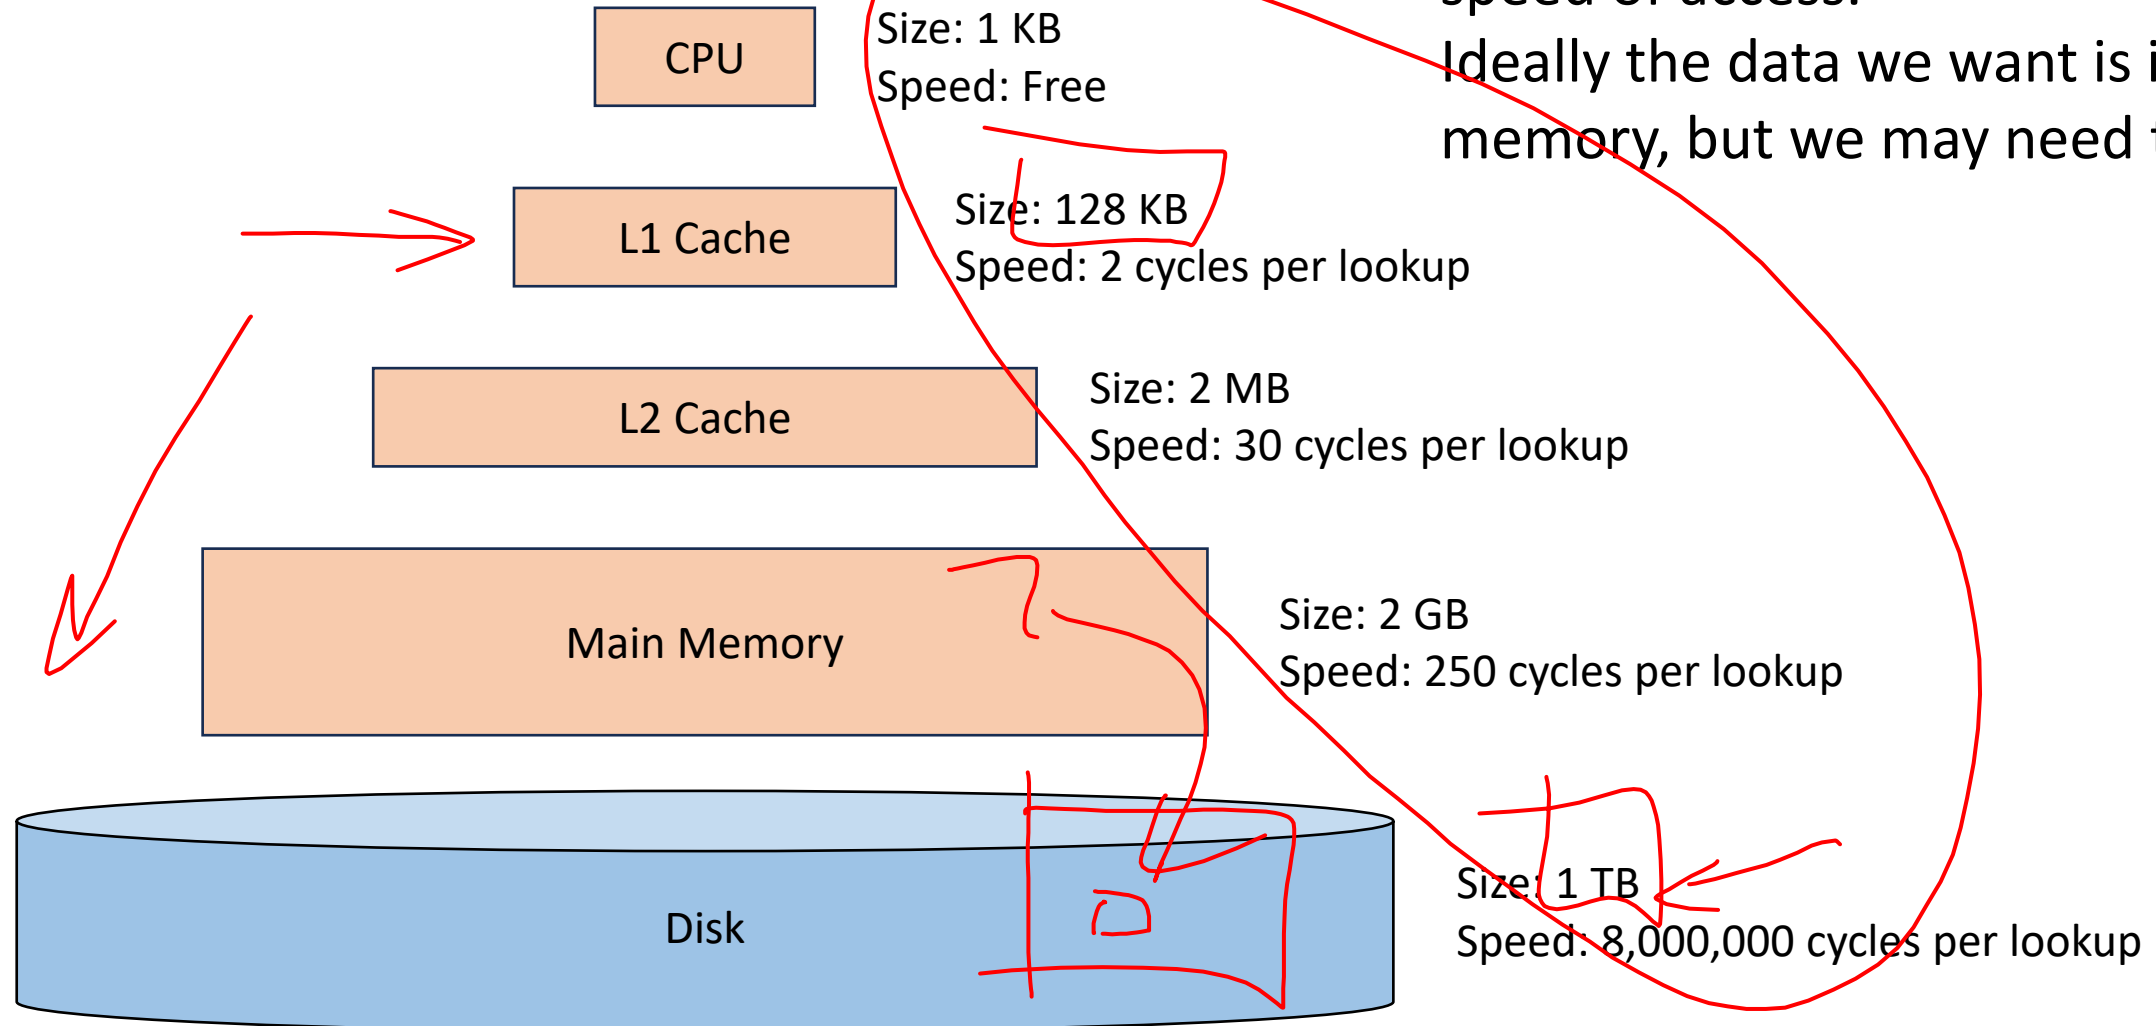 speed of access.
Ideally the data we want is
memory, but we may need
CPU
Size: 1 KB
Speed: Free
L1 Cache
Size: 128 KB
Speed: 2 cycles per lookup
L2 Cache
Size: 2 MB
Speed: 30 cycles per lookup
Main Memory
Size: 2 GB
Speed: 250 cycles per lookup
Disk
Size: 1 TB
Speed: 8,000,000 cycles per lookup